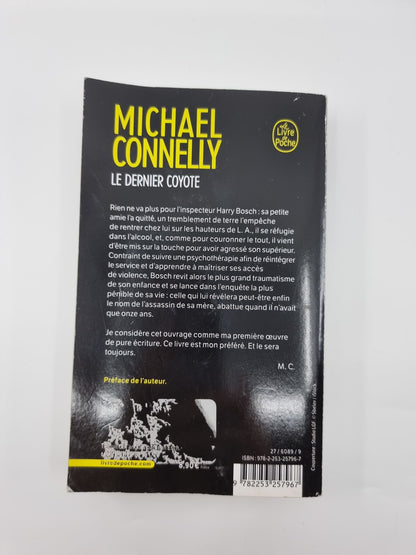 MICHAEL
CONNELLY
LE DERNIER COYOTE
Le
Livre
de
Poche
Rien ne va plus pour l'inspecteur Harry Bosch : sa petite
amie l'a quitté, un tremblement de terre l'empêche
de rentrer chez lui sur les hauteurs de L. A., il se réfugie
dans l'alcool, et, comme pour couronner le tout, il vient
d'être mis sur la touche pour avoir agressé son supérieur.
Contraint de suivre une psychothérapie afin de réintégrer
le service et d'apprendre à maîtriser ses accès
de violence, Bosch revit alors le plus grand traumatisme
de son enfance et se lance dans l'enquête la plus
pénible de sa vie : celle qui lui révélera peut-être enfin
le nom de l'assassin de sa mère, abattue quand il n'avait
que onze ans.
Je considère cet ouvrage comme ma première œuvre
de pure écriture. Ce livre est mon préféré. Et le sera
toujours.
M. C.
Préface de l'auteur.
livredepoche.com
8,90 €
27 / 6089 / 9
ISBN : 978-2-253-25796-7
9 782253 257967
Couverture : Studio LGF. © Skodim / iStock.